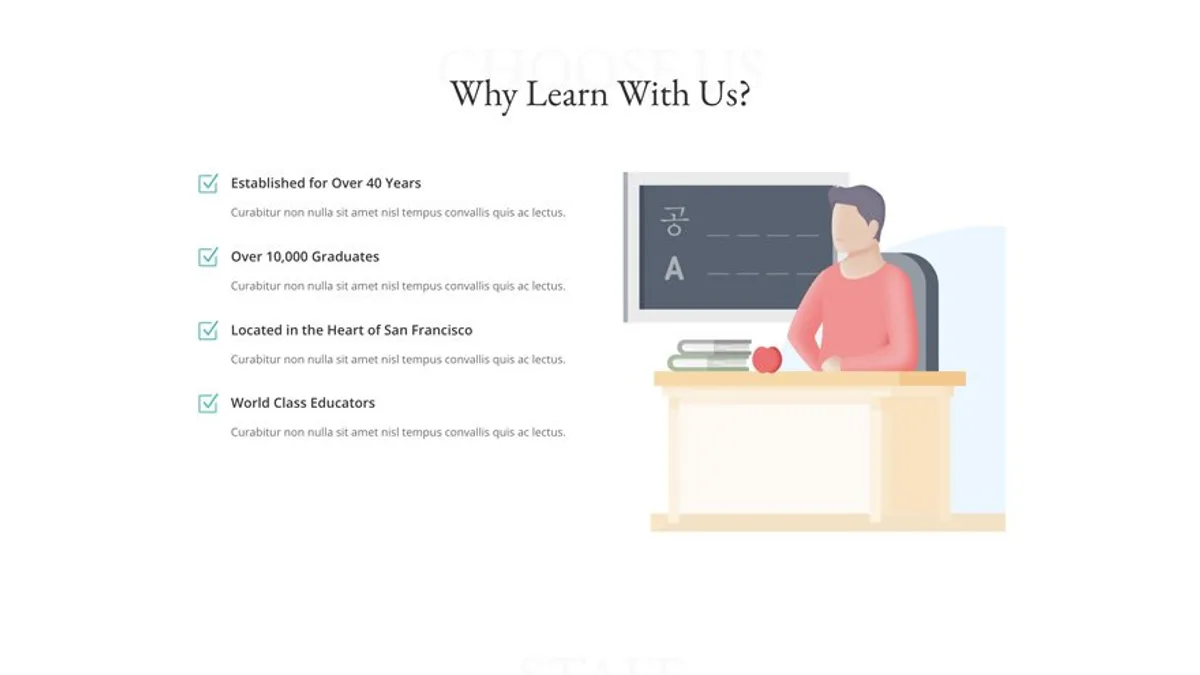 CHOOSE US
Why Learn With Us?
Established for Over 40 Years
Curabitur non nulla sit amet nisl tempus convallis quis ac lectus.
Over 10,000 Graduates
Curabitur non nulla sit amet nisl tempus convallis quis ac lectus.
Located in the Heart of San Francisco
Curabitur non nulla sit amet nisl tempus convallis quis ac lectus.
World Class Educators
Curabitur non nulla sit amet nisl tempus convallis quis ac lectus.
공
A